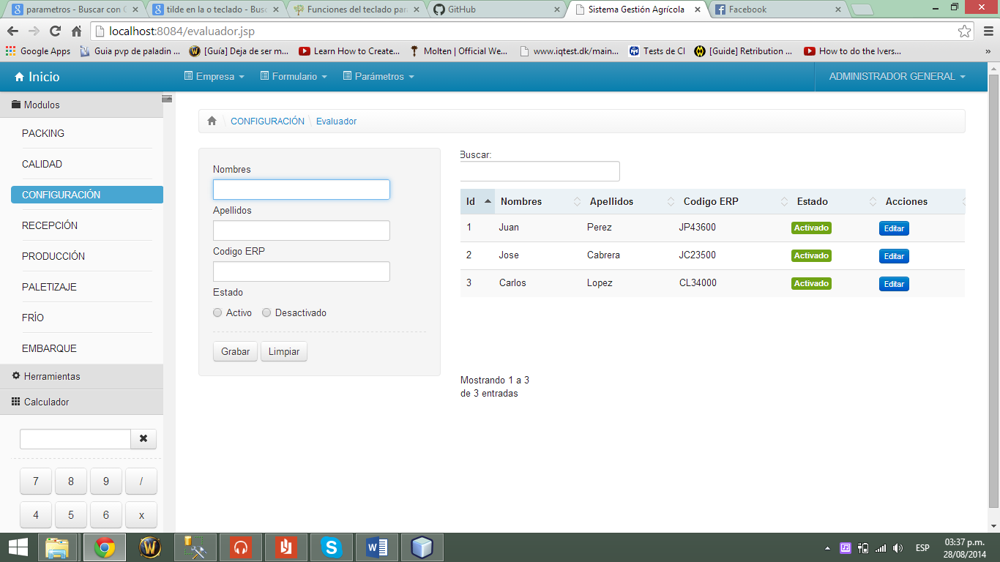 parametros - Buscar con G
tilde en la o teclado - Bus
Funciones del teclado par
GitHub
Sistema Gestión Agrícola
Facebook
localhost:8084/evaluador.jsp
Google Apps
Guia pvp de paladin ...
[Guía] Deja de ser m...
Learn How to Create...
Molten | Official We...
www.iqtest.dk/main...
Tests de CI
[Guide] Retribution ...
How to do the Ivers...
»
Inicio
Empresa
Formulario
Parámetros
ADMINISTRADOR GENERAL
Modulos
PACKING
CALIDAD
CONFIGURACIÓN
RECEPCIÓN
PRODUCCIÓN
PALETIZAJE
FRÍO
EMBARQUE
Herramientas
Calculador
7 8 9 /
4 5 6 x
CONFIGURACIÓN \ Evaluador
Nombres
Apellidos
Codigo ERP
Estado
Activo Desactivado
Grabar Limpiar
Buscar:
Id Nombres Apellidos Codigo ERP Estado Acciones
1 Juan Perez JP43600 Activado Editar
2 Jose Cabrera JC23500 Activado Editar
3 Carlos Lopez CL34000 Activado Editar
Mostrando 1 a 3
de 3 entradas
ESP
03:37 p.m.
28/08/2014